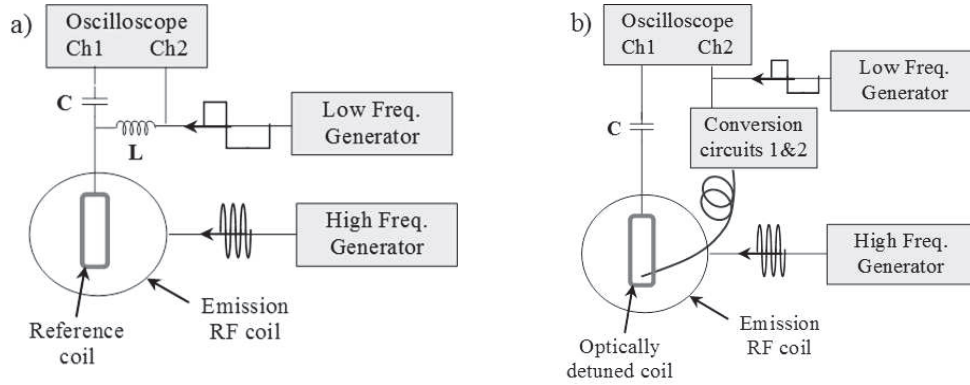 a)
Oscilloscope
Ch1 Ch2
C
L
Low Freq.
Generator
High Freq.
Generator
Reference
coil
Emission
RF coil
b)
Oscilloscope
Ch1 Ch2
Low Freq.
Generator
C
Conversion
circuits 1&2
High Freq.
Generator
Optically
detuned coil
Emission
RF coil